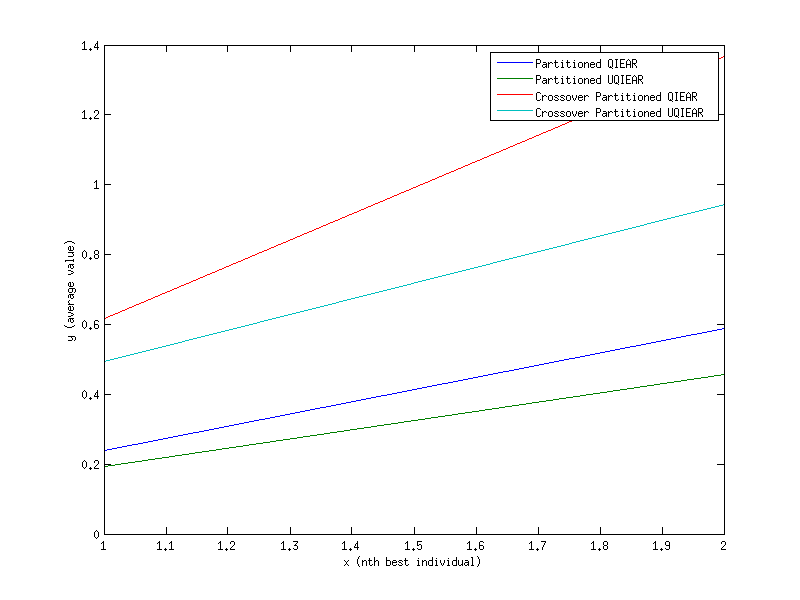 1.4
1.2
1
0.8
0.6
0.4
0.2
0
y (average value)
Partitioned QIEAR
Partitioned UQIEAR
Crossover Partitioned QIEAR
Crossover Partitioned UQIEAR
1 1.1 1.2 1.3 1.4 1.5 1.6 1.7 1.8 1.9 2
x (nth best individual)